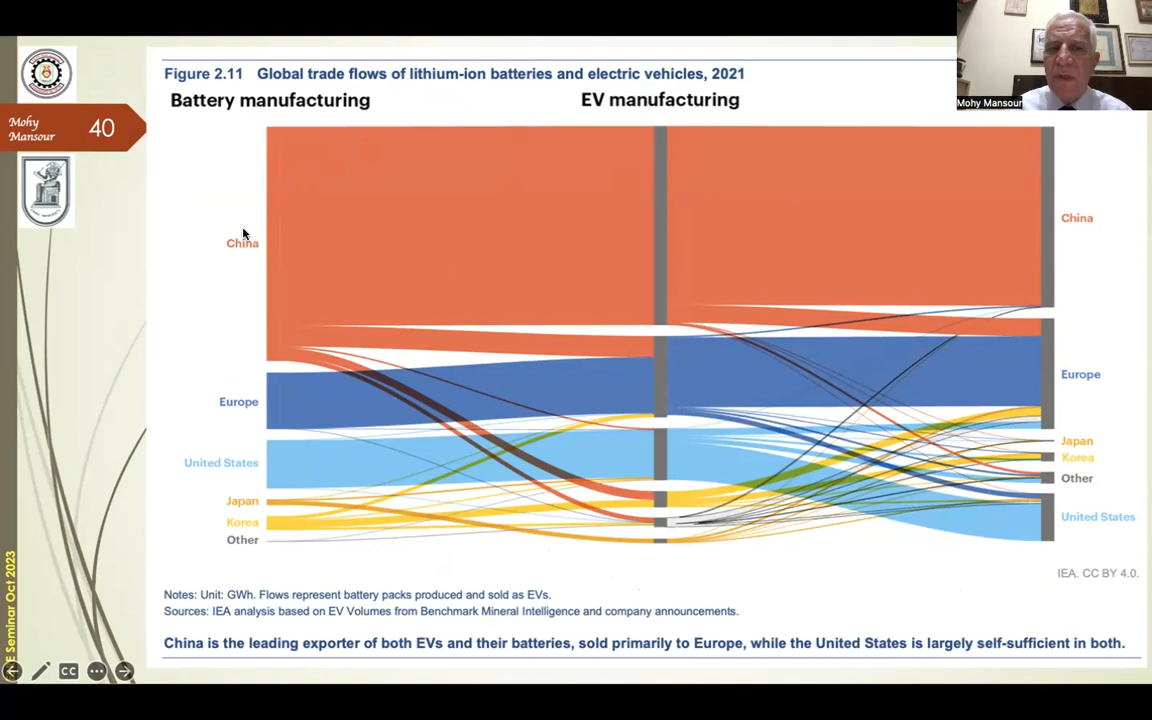 Figure 2.11 Global trade flows of lithium-ion batteries and electric vehicles, 2021
Battery manufacturing
EV manufacturing
Mohy Mansour
Mohy
Mansour
40
China
Europe
United States
Japan
Korea
Other
China
Europe
Japan
Korea
Other
United States
IEA. CC BY 4.0.
Notes: Unit: GWh. Flows represent battery packs produced and sold as EVs.
Sources: IEA analysis based on EV Volumes from Benchmark Mineral Intelligence and company announcements.
China is the leading exporter of both EVs and their batteries, sold primarily to Europe, while the United States is largely self-sufficient in both.
E Seminar Oct 2023
CC